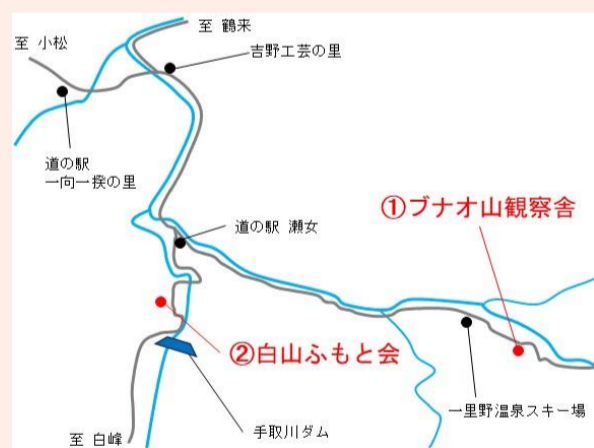 至 鶴来
至 小松
吉野工芸の里
道の駅
一向一揆の里
①ブナオ山観察舎
道の駅 瀬女
②白山ふもと会
一里野温泉スキー場
手取川ダム
至 白峰